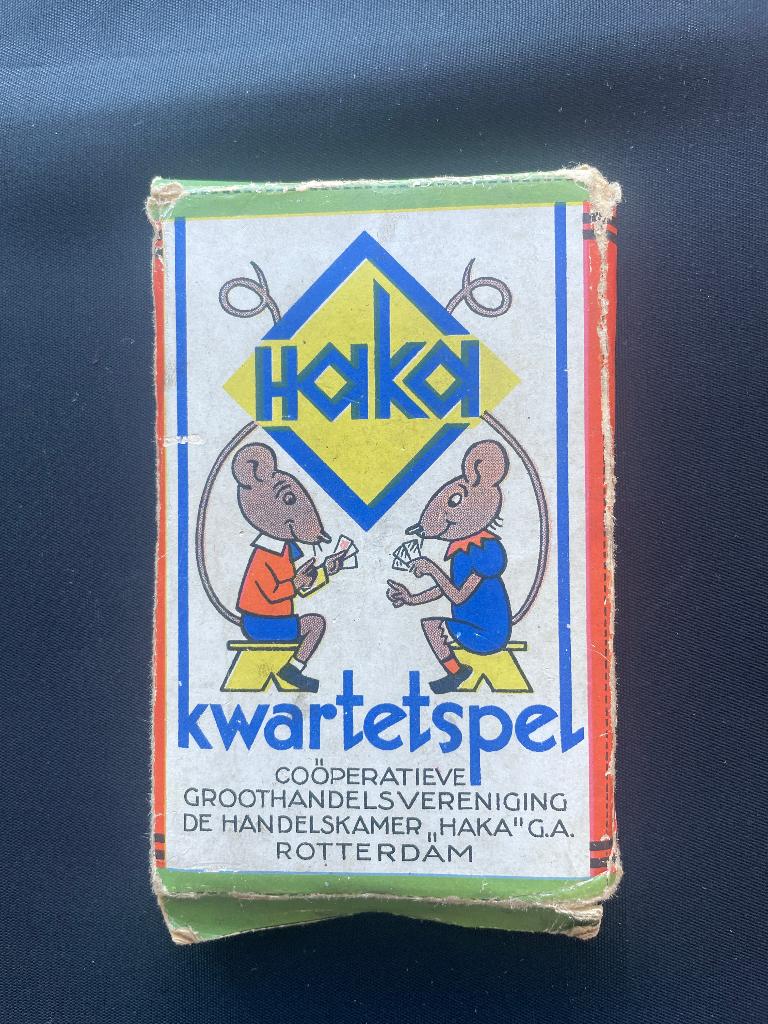 Haka
kwartetspel
COÖPERATIEVE
GROOTHANDELSVERENIGING
DE HANDELSKAMER „HAKA" G.A.
ROTTERDAM